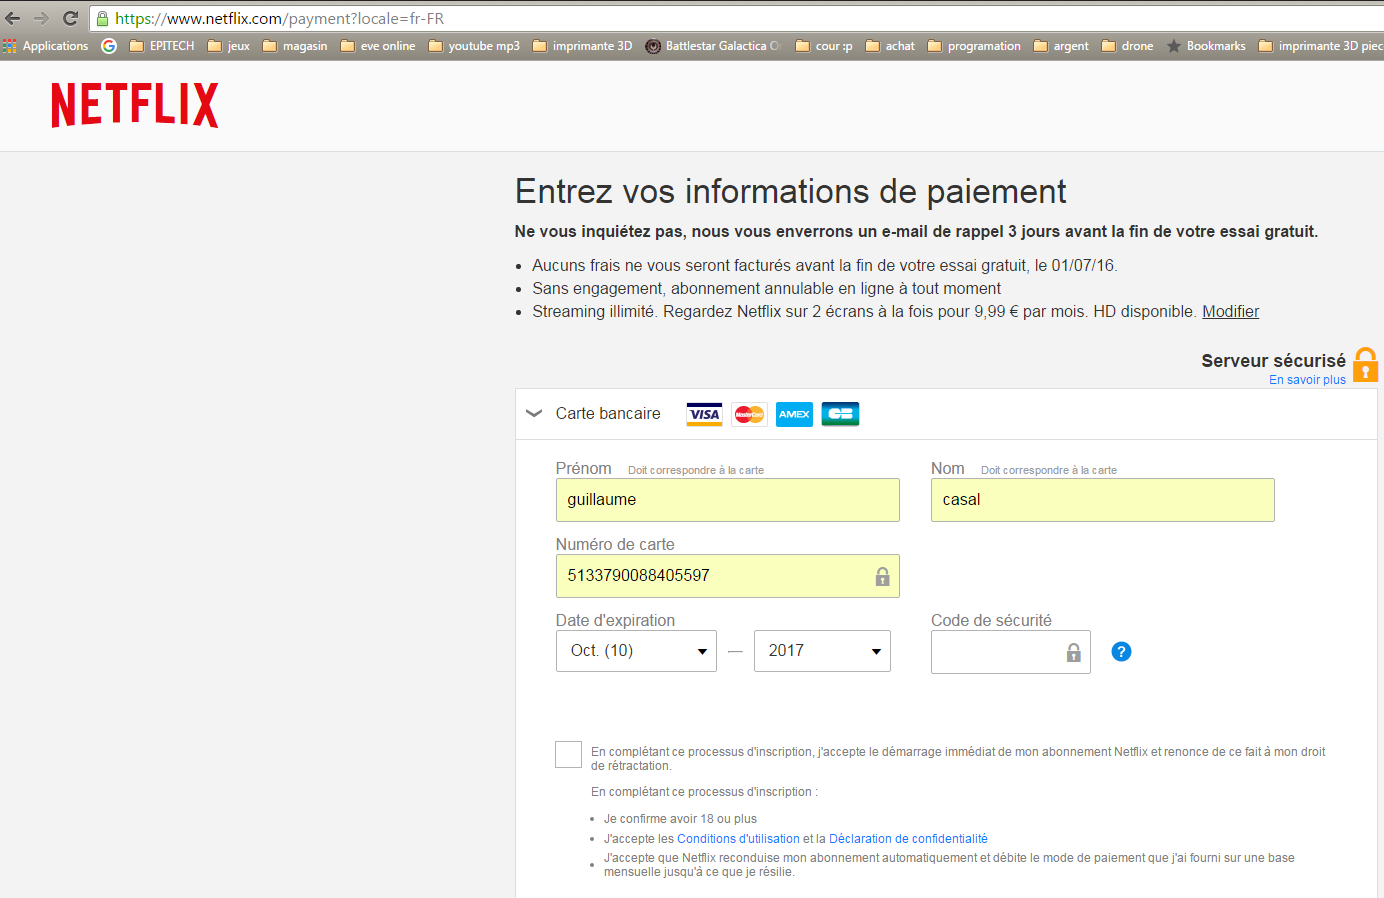 https://www.netflix.com/payment?locale=fr-FR
Applications EPITECH jeux magasin eve online youtube mp3 imprimante 3D Battlestar Galactica O cour :p achat programation argent drone Bookmarks imprimante 3D piec
NETFLIX
Entrez vos informations de paiement
Ne vous inquiétez pas, nous vous enverrons un e-mail de rappel 3 jours avant la fin de votre essai gratuit.
• Aucuns frais ne vous seront facturés avant la fin de votre essai gratuit, le 01/07/16.
• Sans engagement, abonnement annulable en ligne à tout moment
• Streaming illimité. Regardez Netflix sur 2 écrans à la fois pour 9,99 € par mois. HD disponible. Modifier
Serveur sécurisé
En savoir plus
Carte bancaire VISA MasterCard AMEX CB
Prénom Doit correspondre à la carte Nom Doit correspondre à la carte
guillaume casal
Numéro de carte
5133790088405597
Date d'expiration Code de sécurité
Oct. (10) — 2017 ?
En complétant ce processus d'inscription, j'accepte le démarrage immédiat de mon abonnement Netflix et renonce de ce fait à mon droit
de rétractation.
En complétant ce processus d'inscription :
• Je confirme avoir 18 ou plus
• J'accepte les Conditions d'utilisation et la Déclaration de confidentialité
• J'accepte que Netflix reconduise mon abonnement automatiquement et débite le mode de paiement que j'ai fourni sur une base
mensuelle jusqu'à ce que je résilie.